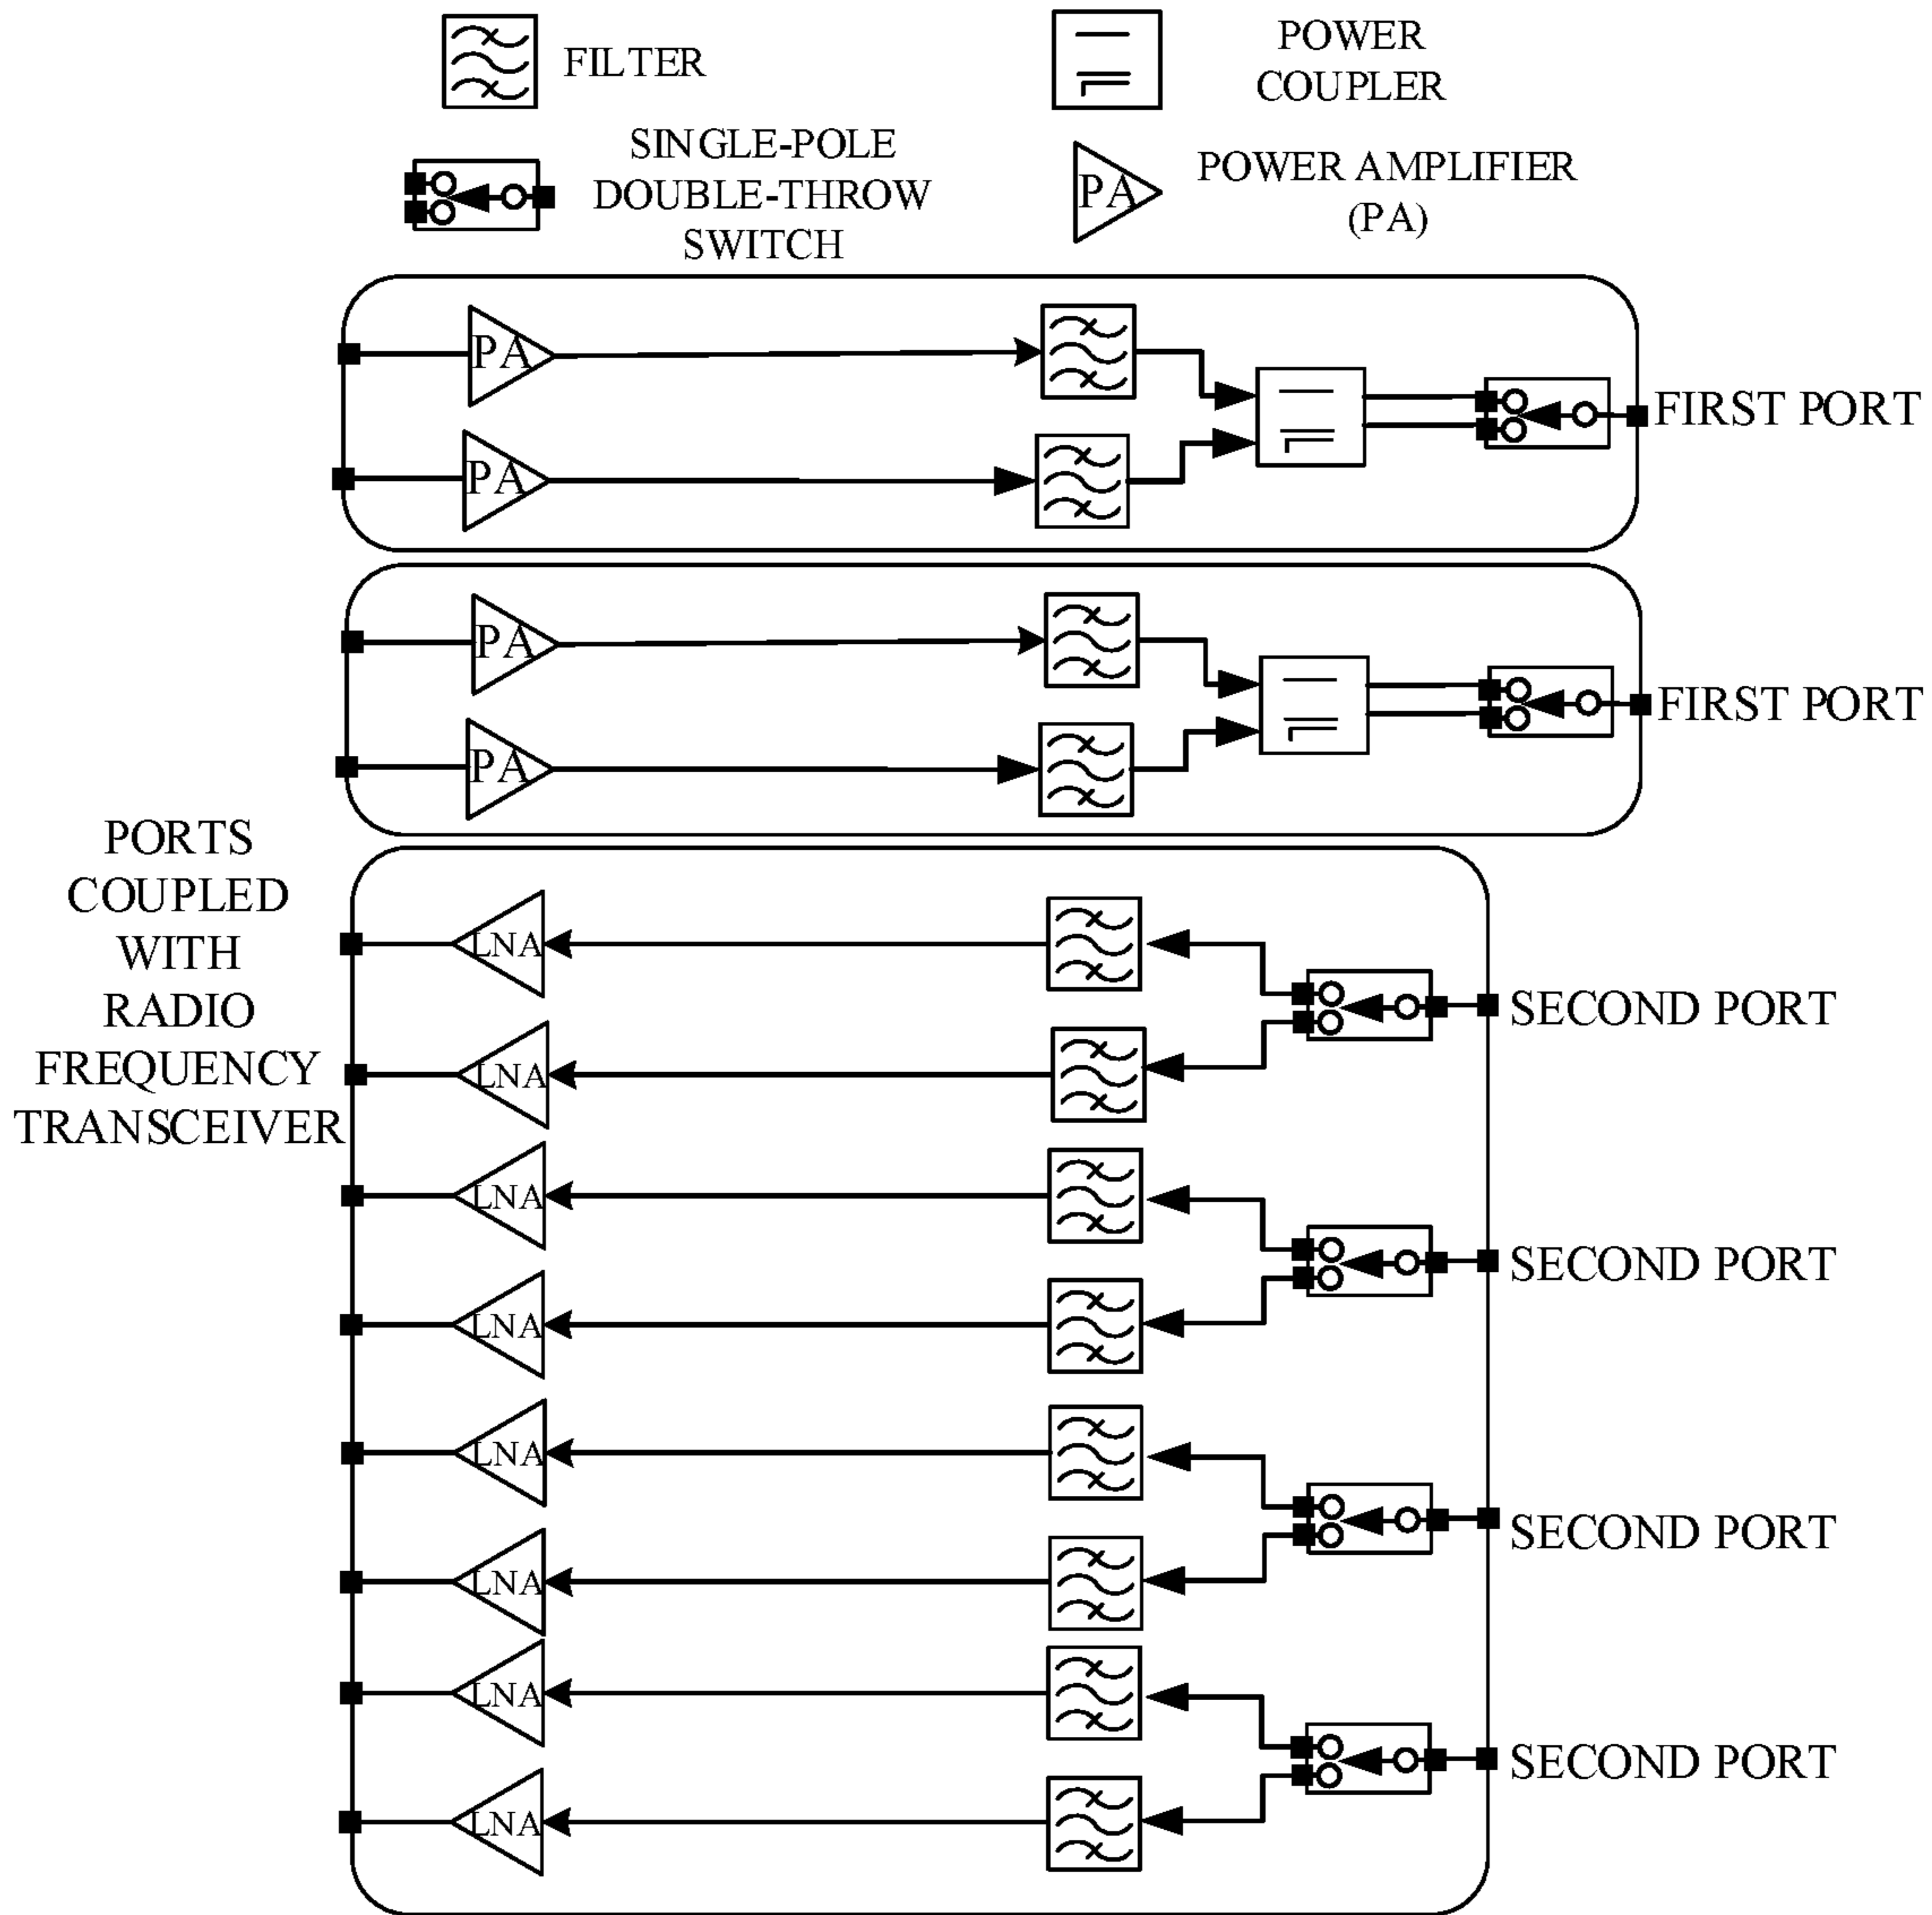 FILTER
POWER
COUPLER
SINGLE-POLE
DOUBLE-THROW
SWITCH
PA
POWER AMPLIFIER
(PA)
PA
FIRST PORT
PA
PA
FIRST PORT
PA
PORTS
COUPLED
WITH
RADIO
FREQUENCY
TRANSCEIVER
LNA
SECOND PORT
LNA
LNA
SECOND PORT
LNA
LNA
SECOND PORT
LNA
LNA
SECOND PORT
LNA